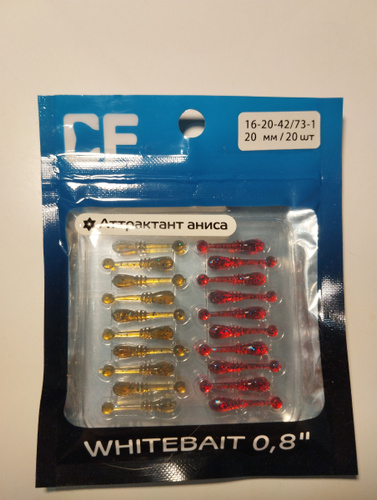 CF
16-20-42/73-1
20 мм / 20 шт
Аттрактант аниса
WHITEBAIT 0,8"